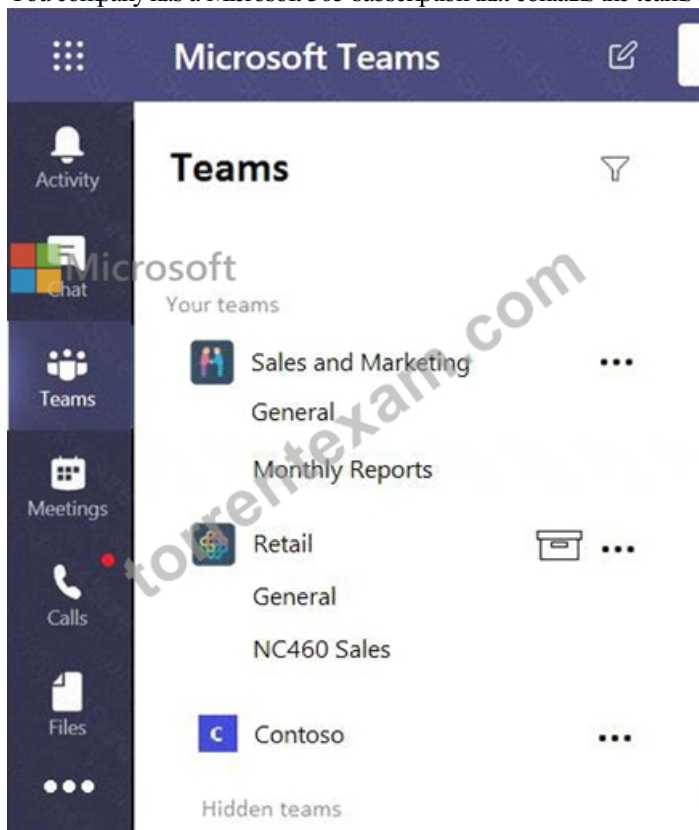 Microsoft Teams
Activity
Teams
Microsoft
Chat
Your teams
Sales and Marketing
General
Teams
Monthly Reports
Meetings
Retail
General
Calls
NC460 Sales
Files
C Contoso
Hidden teams
torrentexam.com